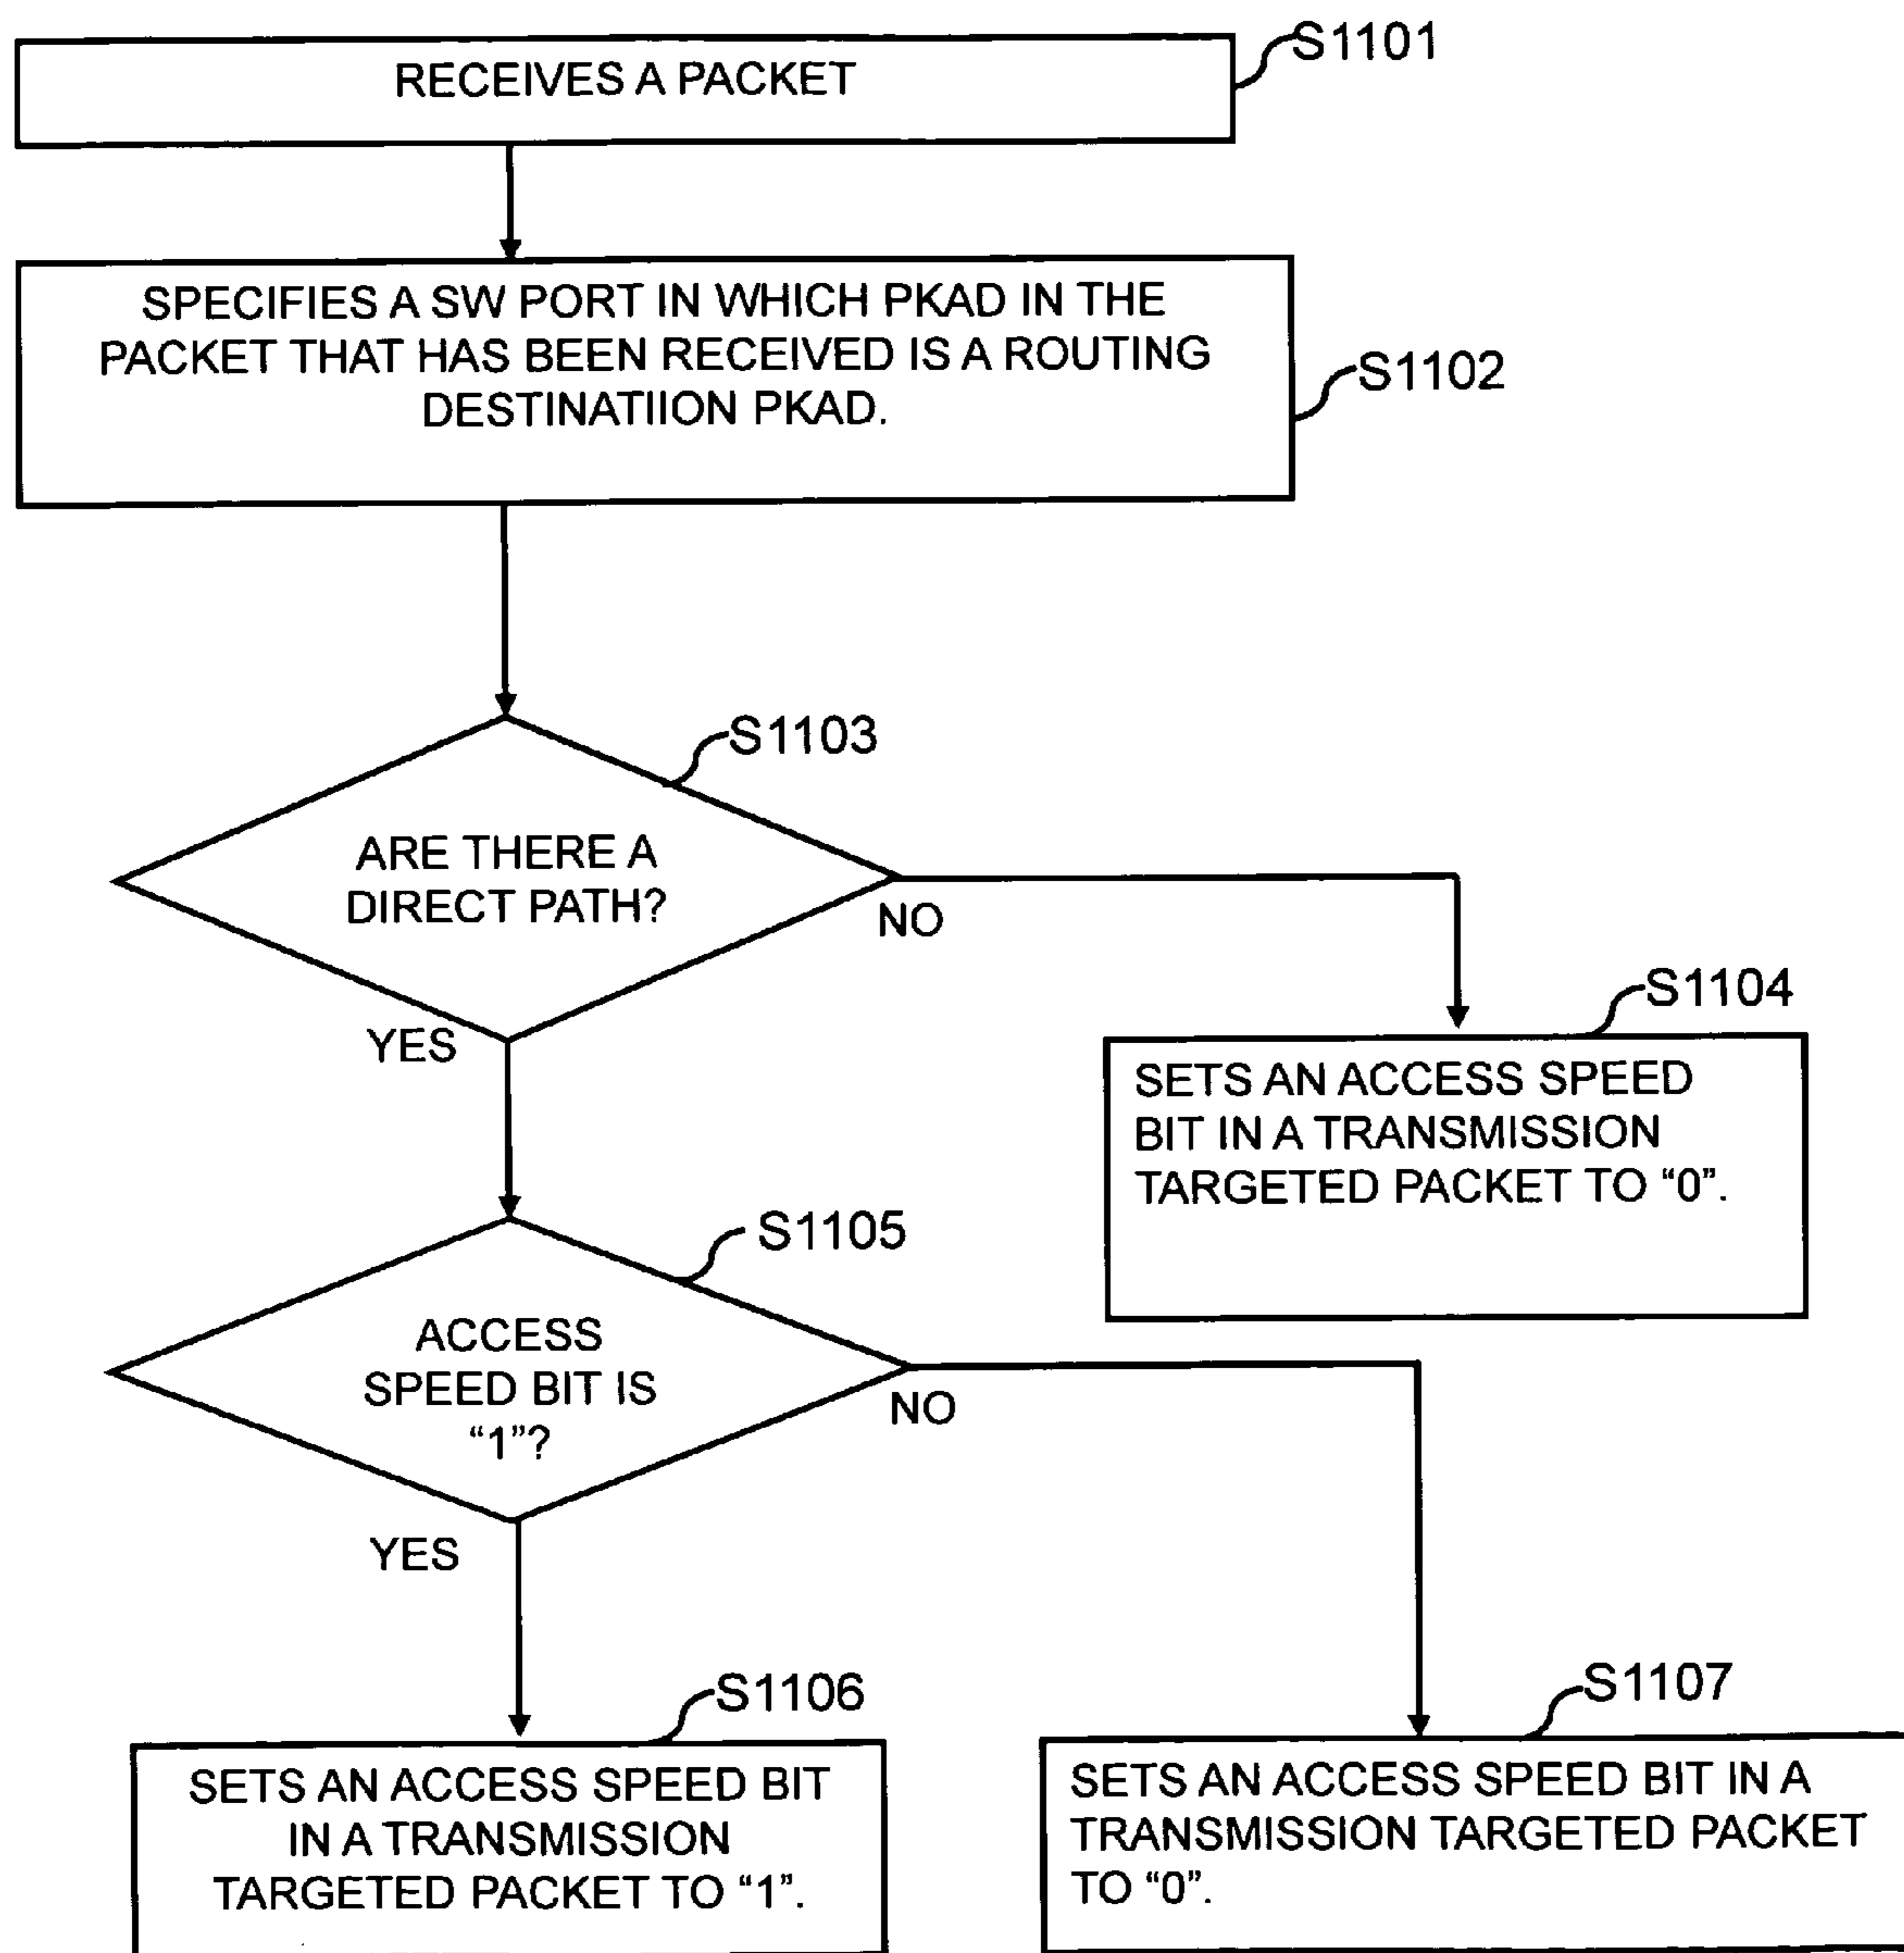 S1101
RECEIVES A PACKET
SPECIFIES A SW PORT IN WHICH PKAD IN THE
PACKET THAT HAS BEEN RECEIVED IS A ROUTING
DESTINATIION PKAD.
S1102
S1103
ARE THERE A
DIRECT PATH?
NO
YES
S1104
SETS AN ACCESS SPEED
BIT IN A TRANSMISSION
TARGETED PACKET TO “0”.
S1105
ACCESS
SPEED BIT IS
“1”?
NO
YES
S1106
SETS AN ACCESS SPEED BIT
IN A TRANSMISSION
TARGETED PACKET TO “1”.
S1107
SETS AN ACCESS SPEED BIT IN A
TRANSMISSION TARGETED PACKET
TO “0”.